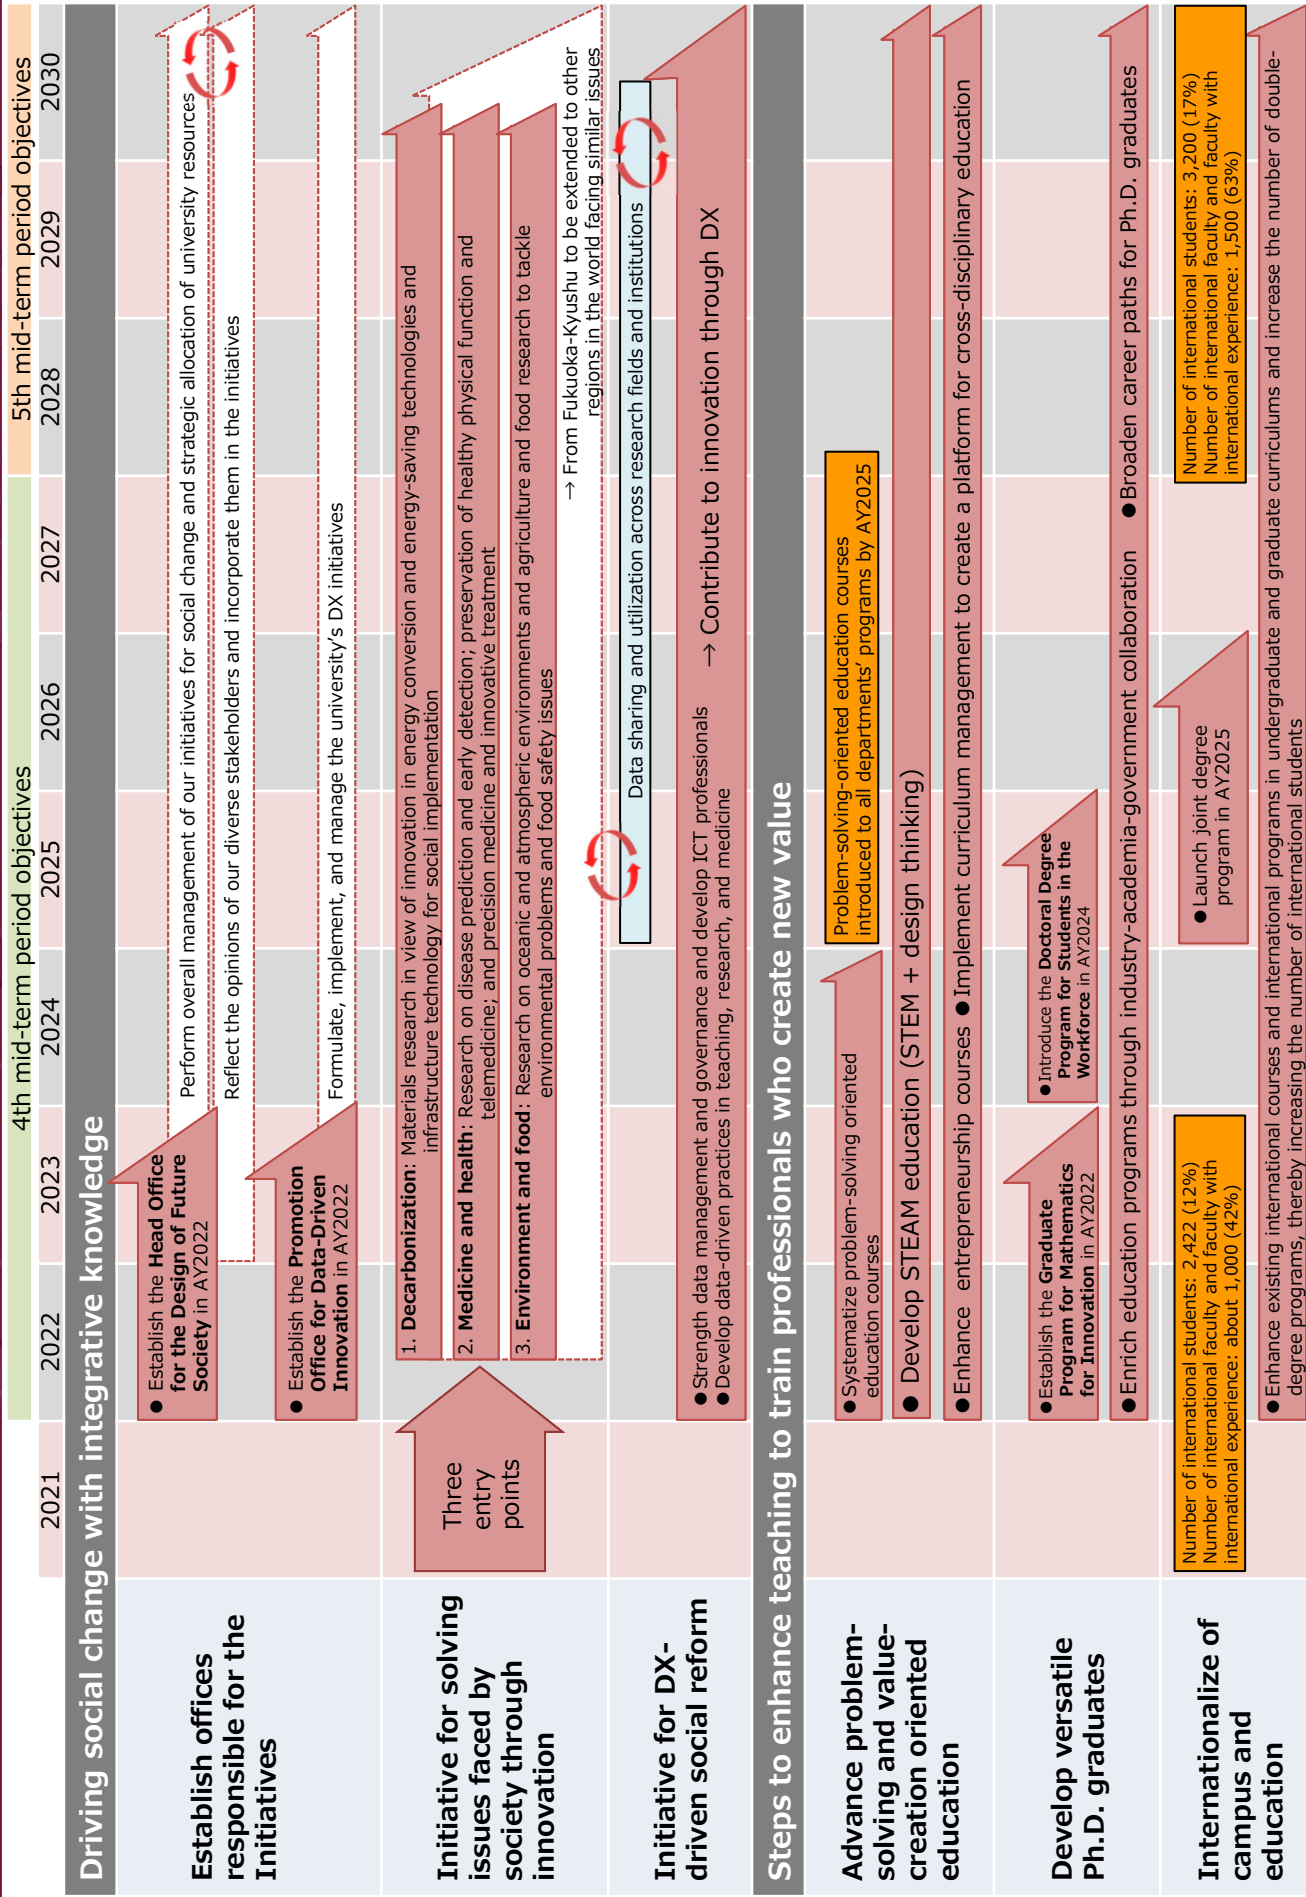 4th mid-term period objectives
5th mid-term period objectives
2021
2022
2023
2024
2025
2026
2027
2028
2029
2030
Driving social change with integrative knowledge
Establish offices
responsible for the
Initiatives
● Establish the Head Office
for the Design of Future
Society in AY2022
Perform overall management of our initiatives for social change and strategic allocation of university resources
Reflect the opinions of our diverse stakeholders and incorporate them in the initiatives
● Establish the Promotion
Office for Data-Driven
Innovation in AY2022
Formulate, implement, and manage the university's DX initiatives
Initiative for solving
issues faced by
society through
innovation
Three
entry
points
1. Decarbonization: Materials research in view of innovation in energy conversion and energy-saving technologies and
infrastructure technology for social implementation
2. Medicine and health: Research on disease prediction and early detection; preservation of healthy physical function and
telemedicine; and precision medicine and innovative treatment
3. Environment and food: Research on oceanic and atmospheric environments and agriculture and food research to tackle
environmental problems and food safety issues
→ From Fukuoka-Kyushu to be extended to other
regions in the world facing similar issues
Initiative for DX-
driven social reform
Data sharing and utilization across research fields and institutions
● Strength data management and governance and develop ICT professionals
● Develop data-driven practices in teaching, research, and medicine
→ Contribute to innovation through DX
Steps to enhance teaching to train professionals who create new value
Advance problem-
solving and value-
creation oriented
education
● Systematize problem-solving oriented
education courses
Problem-solving-oriented education courses
introduced to all departments' programs by AY2025
● Develop STEAM education (STEM + design thinking)
● Enhance entrepreneurship courses ● Implement curriculum management to create a platform for cross-disciplinary education
Develop versatile
Ph.D. graduates
● Establish the Graduate
Program for Mathematics
for Innovation in AY2022
● Introduce the Doctoral Degree
Program for Students in the
Workforce in AY2024
● Enrich education programs through industry-academia-government collaboration ● Broaden career paths for Ph.D. graduates
Internationalize of
campus and
education
Number of international students: 2,422 (12%)
Number of international faculty and faculty with
international experience: about 1,000 (42%)
● Launch joint degree
program in AY2025
Number of international students: 3,200 (17%)
Number of international faculty and faculty with
international experience: 1,500 (63%)
● Enhance existing international courses and international programs in undergraduate and graduate curriculums and increase the number of double-
degree programs, thereby increasing the number of international students